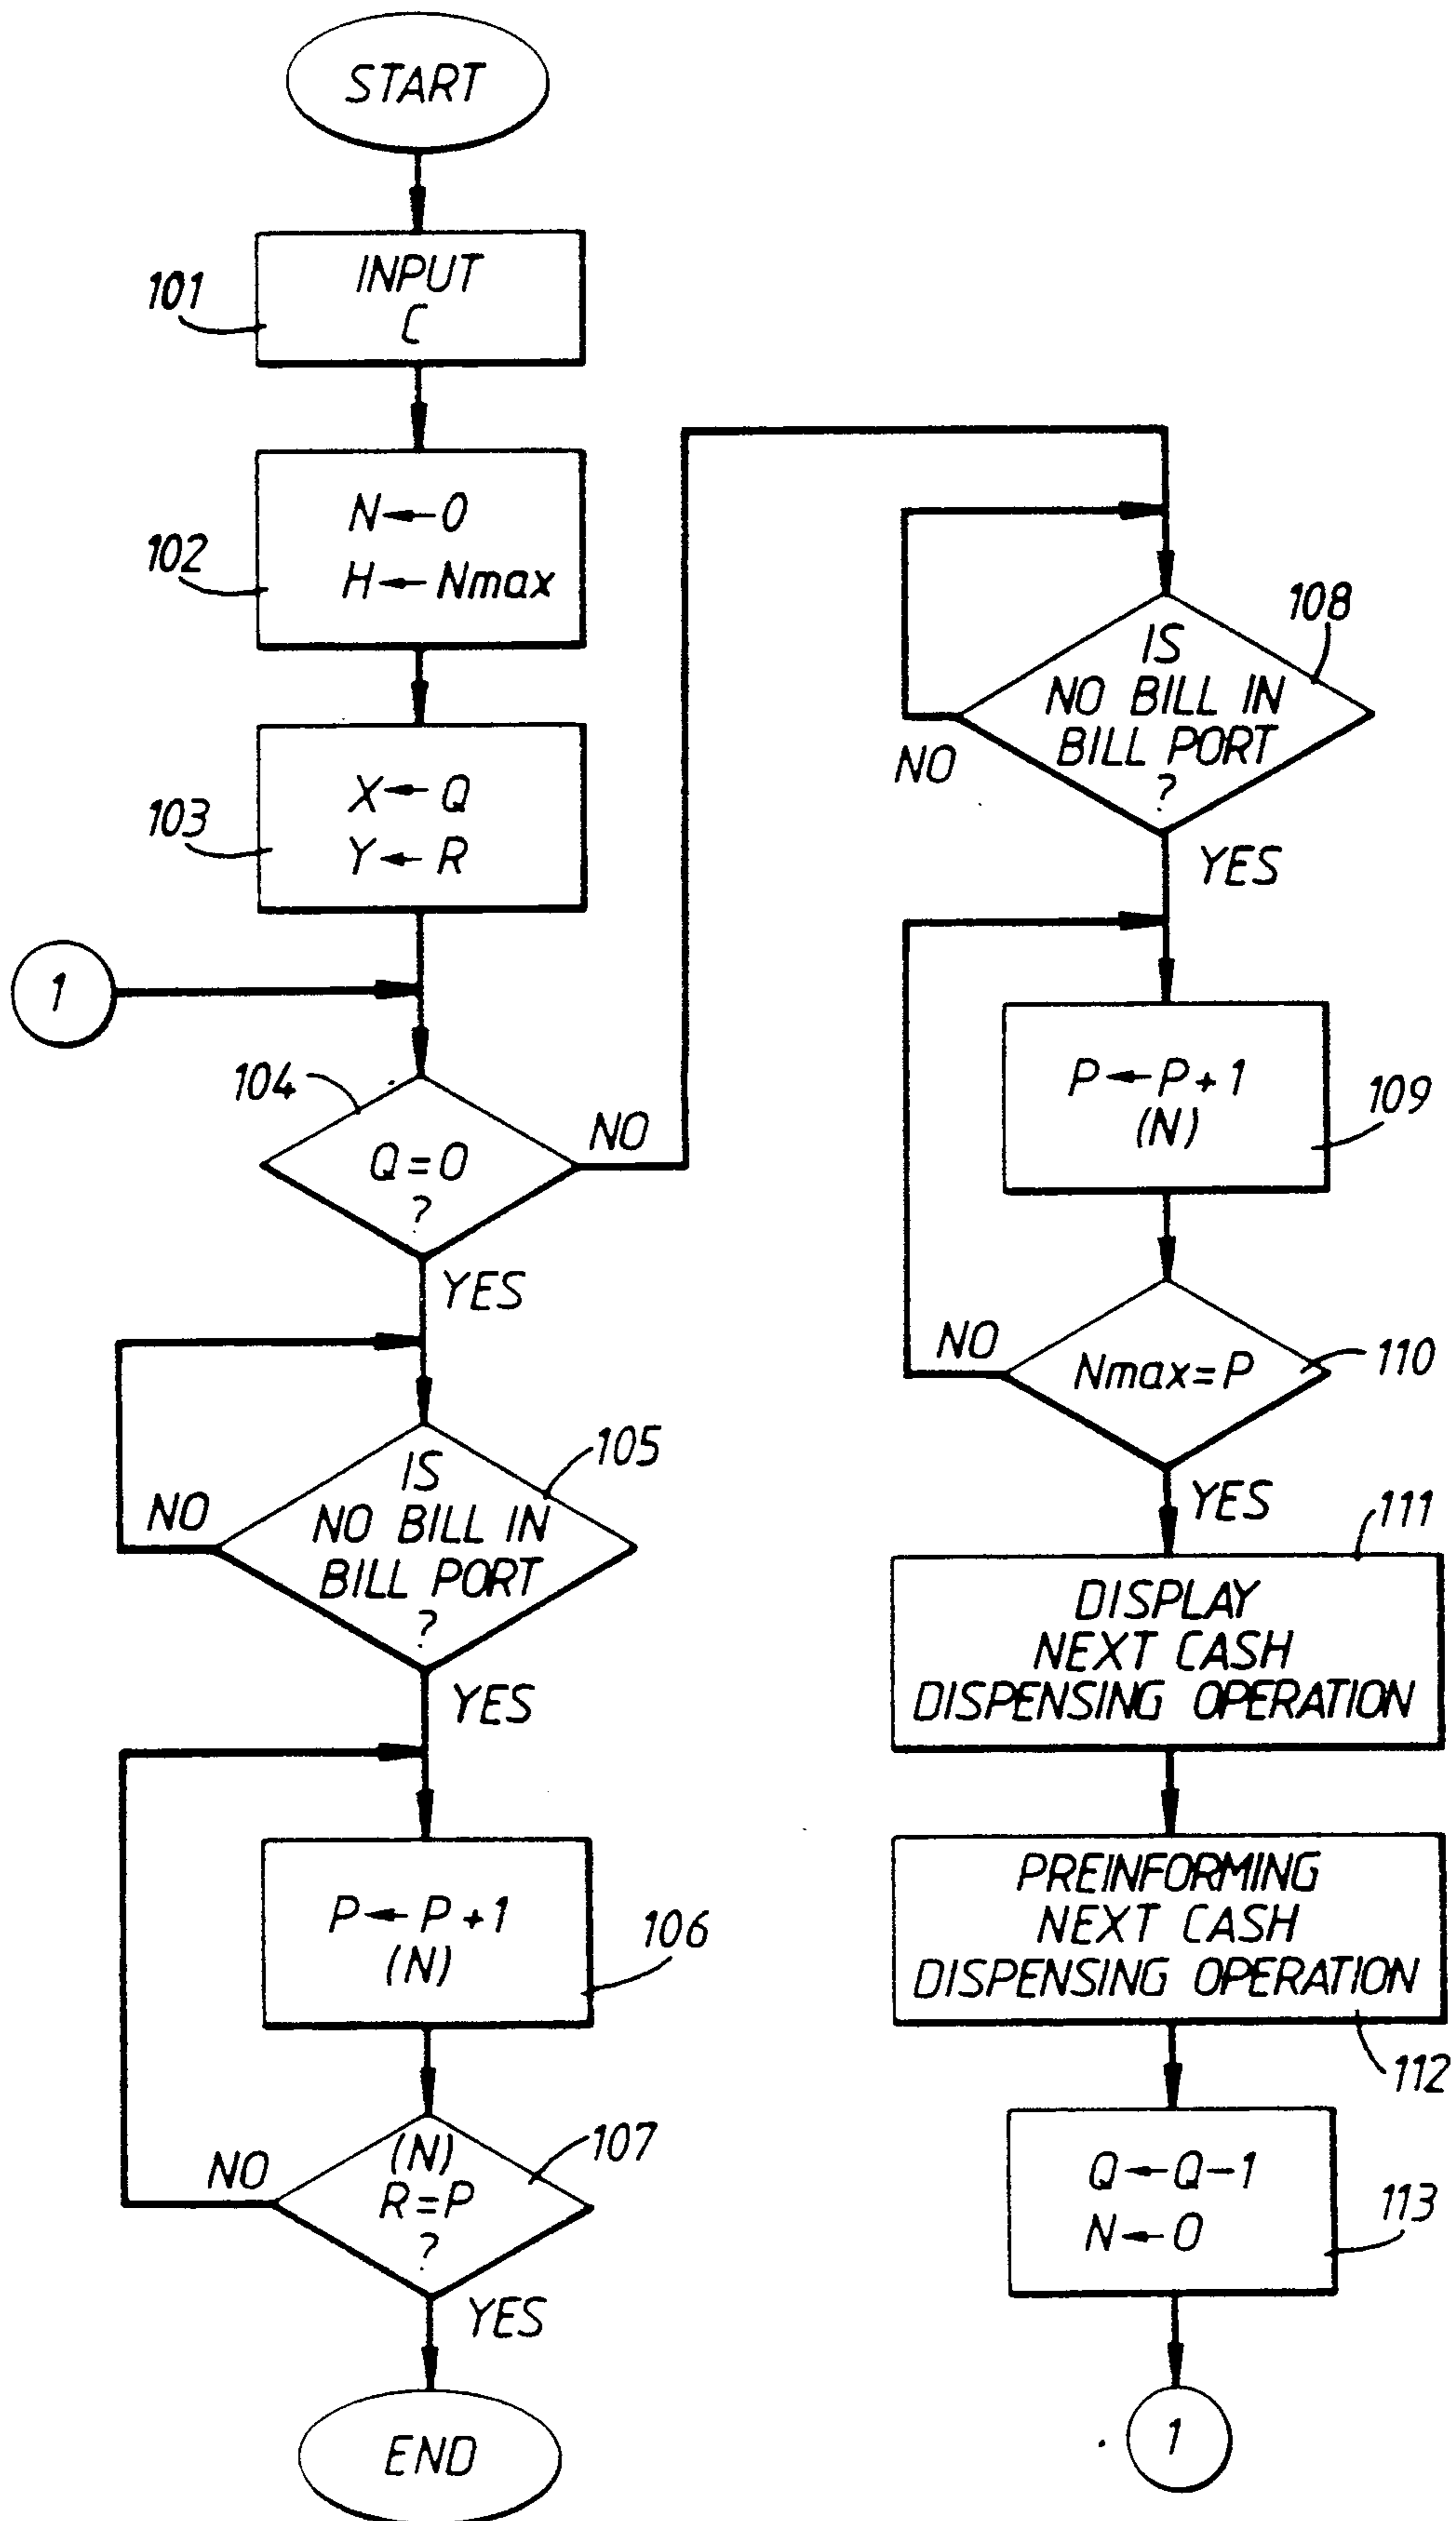 START
101
INPUT
C
102
N←0
H←Nmax
103
X←Q
Y←R
1
104
Q=0
?
NO
YES
105
IS
NO BILL IN
BILL PORT
?
NO
YES
106
P←P+1
(N)
107
(N)
R=P
?
NO
YES
END
108
IS
NO BILL IN
BILL PORT
?
NO
YES
109
P←P+1
(N)
110
Nmax=P
NO
YES
111
DISPLAY
NEXT CASH
DISPENSING OPERATION
PREINFORMING
NEXT CASH
DISPENSING OPERATION
112
Q←Q-1
N←0
113
1